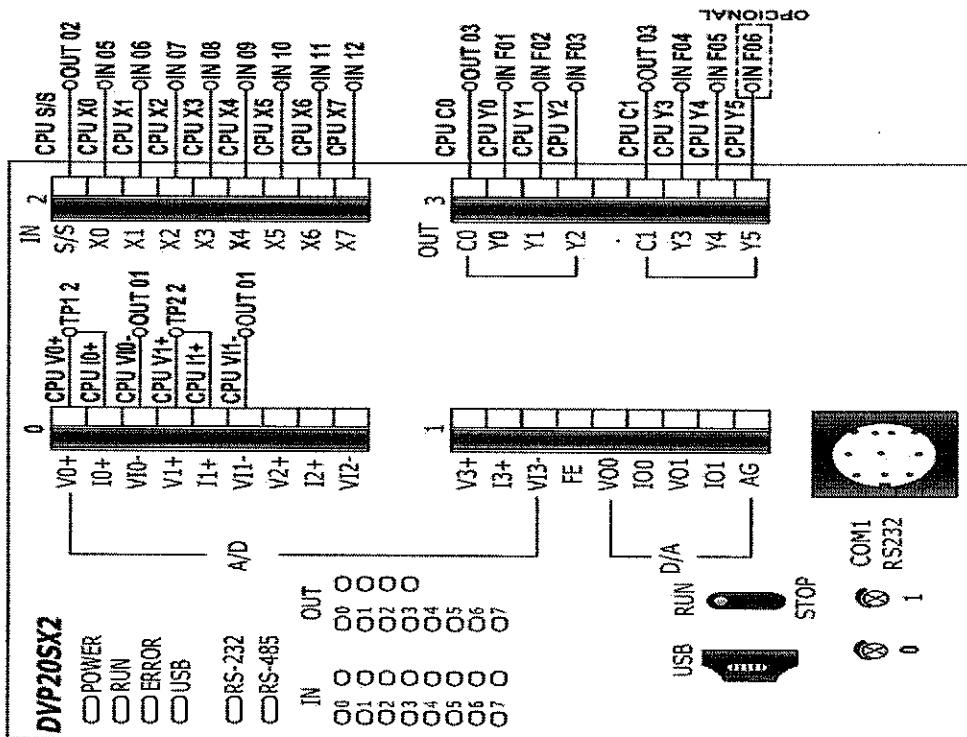 DVP20SX2
POWER
RUN
ERROR
USB
RS-232
RS-485
IN
0
1
2
3
4
5
6
7
OUT
0
1
2
3
4
5
6
7
A/D
D/A
0
V0+
I0+
VI0-
V1+
I1+
VI1-
V2+
I2+
VI2-
CPU V0+
TP1 2
CPU I0+
CPU VI0-
OUT 01
CPU V1+
TP2 2
CPU I1+
CPU VI1-
OUT 01
1
V3+
I3+
VI3-
FE
VO0
IO0
VO1
IO1
AG
IN 2
S/S
X0
X1
X2
X3
X4
X5
X6
X7
CPU S/S OUT 02
CPU X0 IN 05
CPU X1 IN 06
CPU X2 IN 07
CPU X3 IN 08
CPU X4 IN 09
CPU X5 IN 10
CPU X6 IN 11
CPU X7 IN 12
OUT 3
C0
Y0
Y1
Y2
C1
Y3
Y4
Y5
CPU C0 OUT 03
CPU Y0 IN F01
CPU Y1 IN F02
CPU Y2 IN F03
CPU C1 OUT 03
CPU Y3 IN F04
CPU Y4 IN F05
CPU Y5 IN F06
OPCIONAL
USB
RUN
STOP
COM1
RS232
0
1